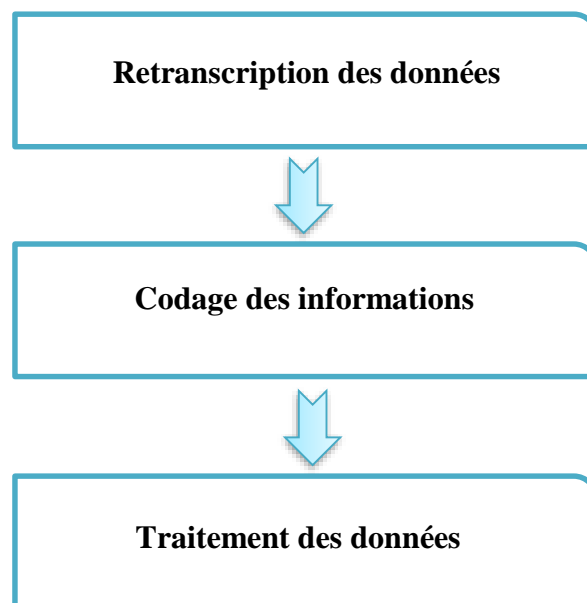 Retranscription des données
Codage des informations
Traitement des données